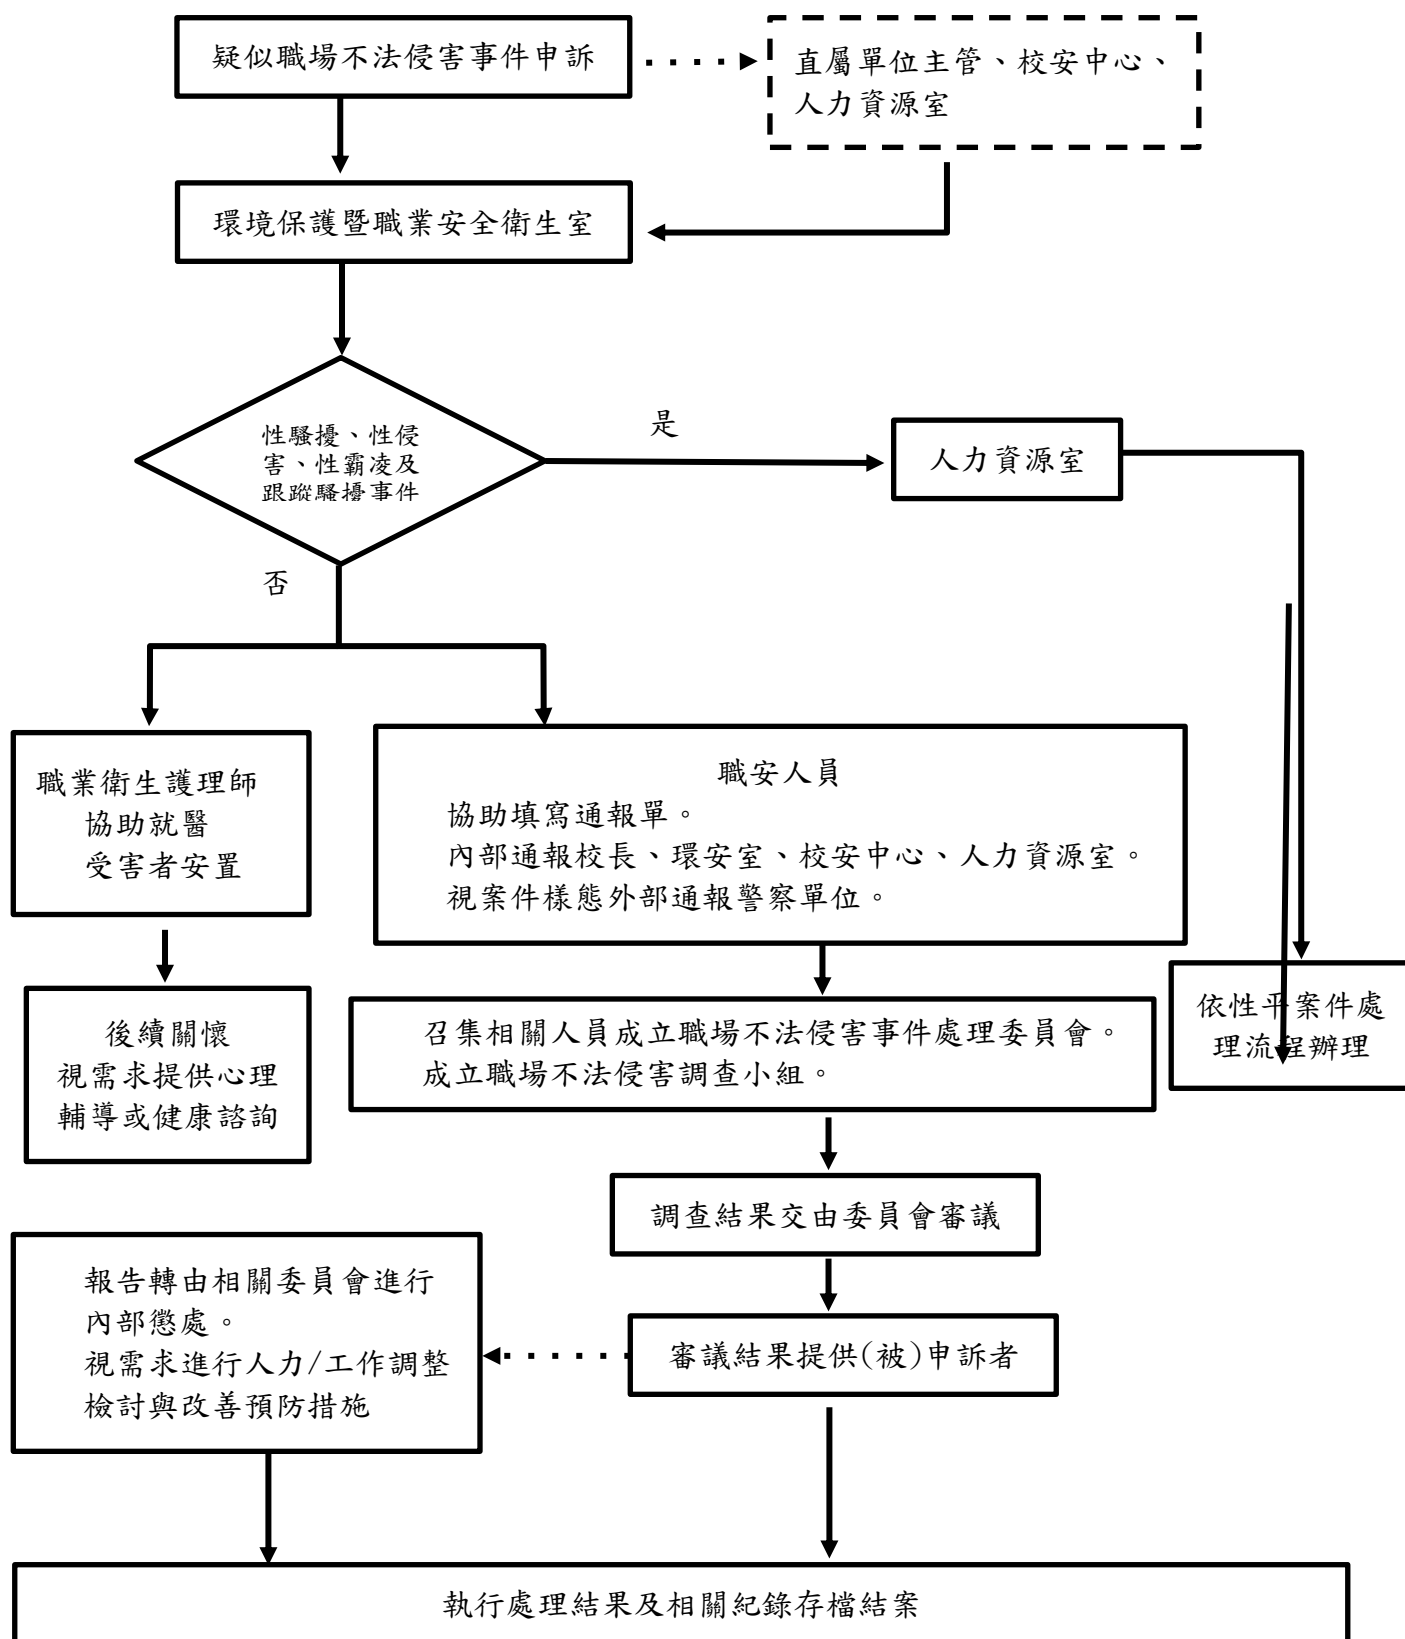 疑似職場不法侵害事件申訴
直屬單位主管、校安中心、
人力資源室
環境保護暨職業安全衛生室
性騷擾、性侵
害、性霸凌及
跟蹤騷擾事件
是
人力資源室
否
職業衛生護理師
協助就醫
受害者安置
職安人員
協助填寫通報單。
內部通報校長、環安室、校安中心、人力資源室。
視案件樣態外部通報警察單位。
後續關懷
視需求提供心理
輔導或健康諮詢
召集相關人員成立職場不法侵害事件處理委員會。
成立職場不法侵害調查小組。
依性平案件處
理流程辦理
調查結果交由委員會審議
報告轉由相關委員會進行
內部懲處。
視需求進行人力/工作調整
檢討與改善預防措施
審議結果提供(被)申訴者
執行處理結果及相關紀錄存檔結案